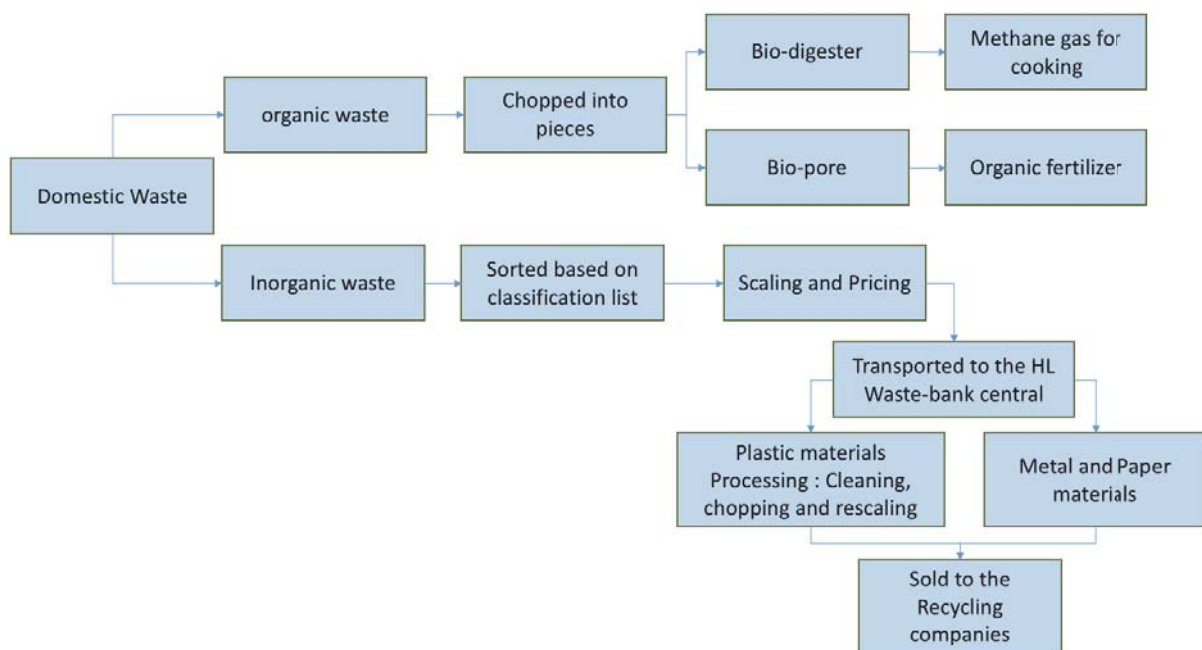 Bio-digester
Methane gas for
cooking
organic waste
Chopped into
pieces
Bio-pore
Organic fertilizer
Domestic Waste
Inorganic waste
Sorted based on
classification list
Scaling and Pricing
Transported to the HL
Waste-bank central
Plastic materials
Processing : Cleaning,
chopping and rescaling
Metal and Paper
materials
Sold to the
Recycling
companies